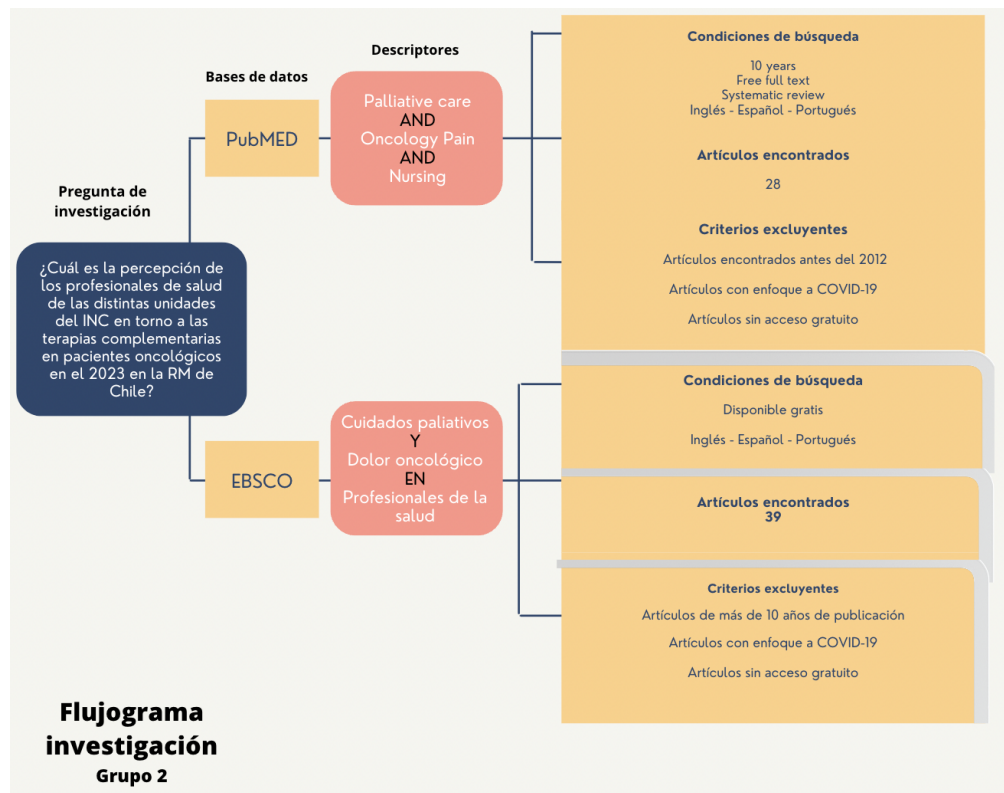 Pregunta de
investigación
¿Cuál es la percepción de
los profesionales de salud
de las distintas unidades
del INC en torno a las
terapias complementarias
en pacientes oncológicos
en el 2023 en la RM de
Chile?
Bases de datos
PubMED
Descriptores
Palliative care
AND
Oncology Pain
AND
Nursing
Condiciones de búsqueda
10 years
Free full text
Systematic review
Inglés - Español - Portugués
Artículos encontrados
28
Criterios excluyentes
Artículos encontrados antes del 2012
Artículos con enfoque a COVID-19
Artículos sin acceso gratuito
EBSCO
Cuidados paliativos
Y
Dolor oncológico
EN
Profesionales de la
salud
Condiciones de búsqueda
Disponible gratis
Inglés - Español - Portugués
Artículos encontrados
39
Criterios excluyentes
Artículos de más de 10 años de publicación
Artículos con enfoque a COVID-19
Artículos sin acceso gratuito
Flujograma
investigación
Grupo 2